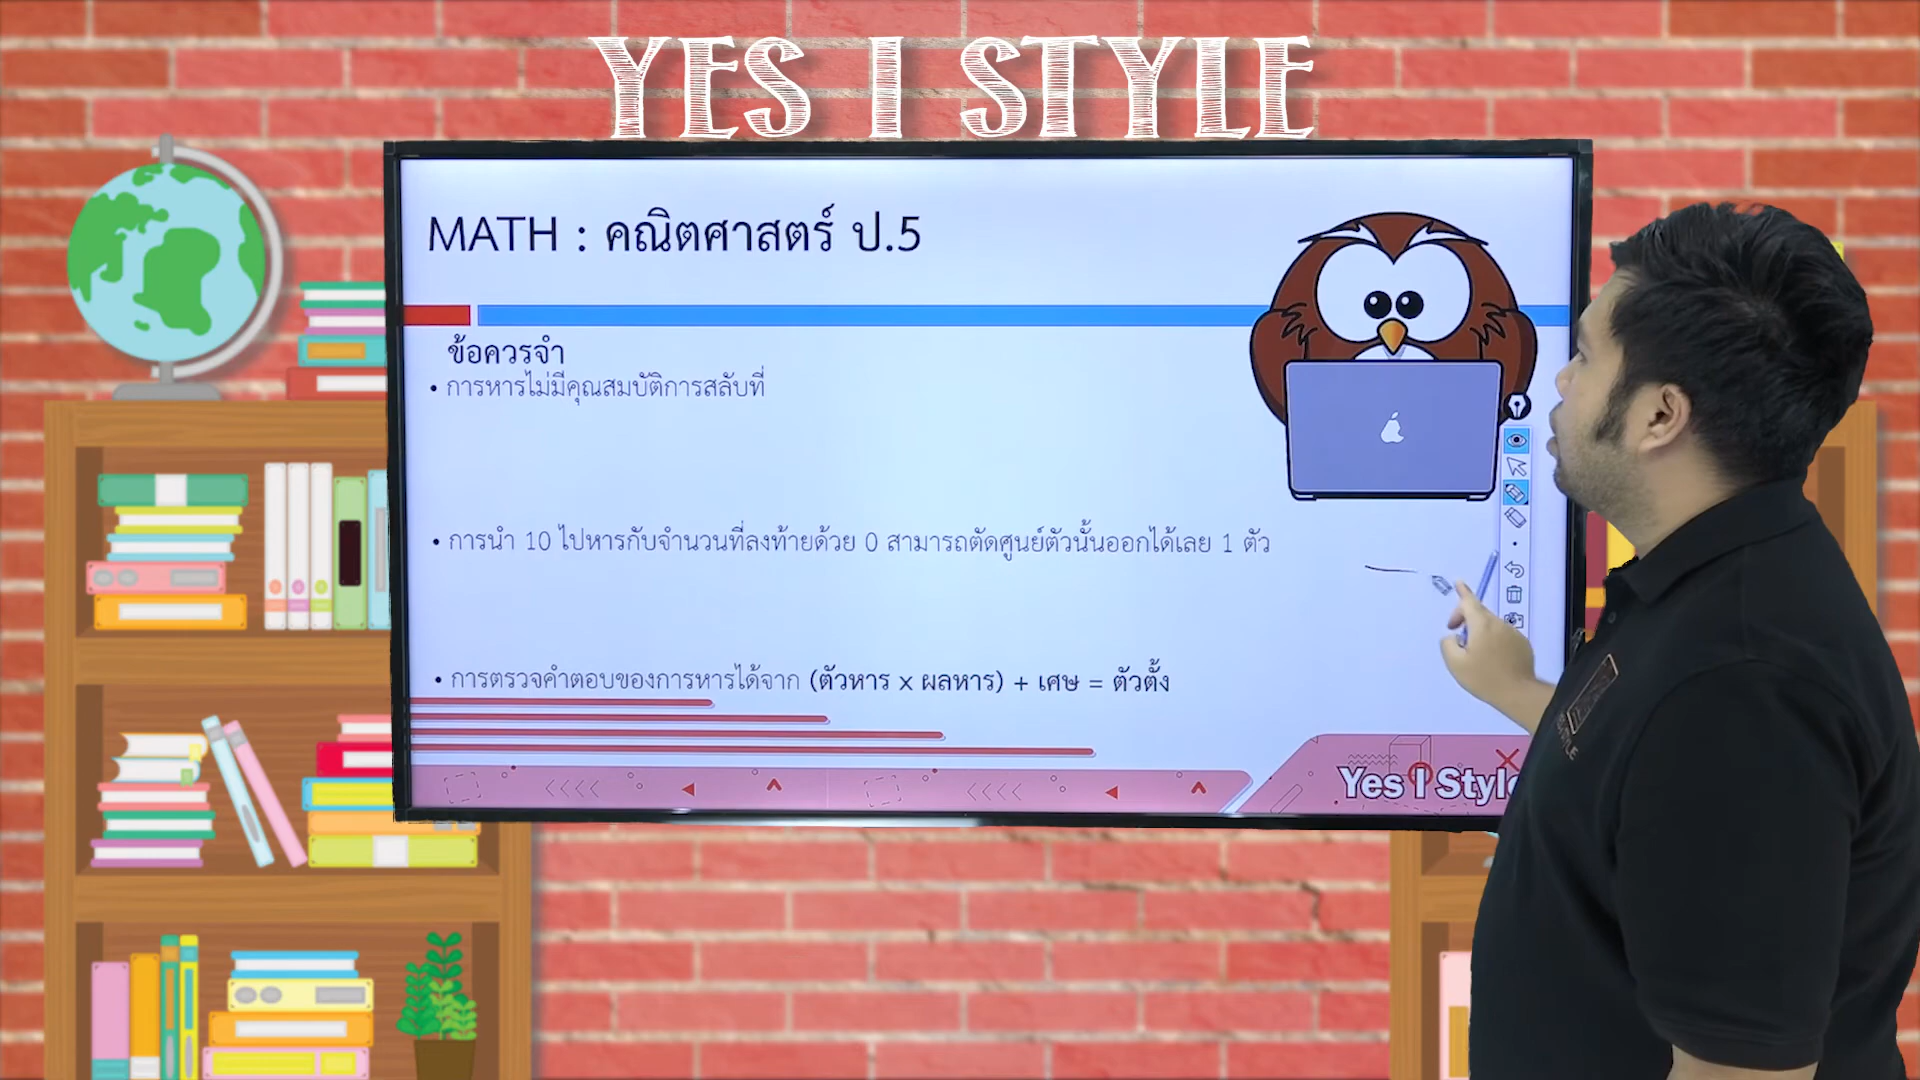 YES I STYLE
MATH : คณิตศาสตร์ ป.5
ข้อควรจำ
• การหารไม่มีคุณสมบัติการสลับที่
• การนำ 10 ไปหารกับจำนวนที่ลงท้ายด้วย 0 สามารถตัดศูนย์ตัวนั้นออกได้เลย 1 ตัว
• การตรวจคำตอบของการหารได้จาก (ตัวหาร x ผลหาร) + เศษ = ตัวตั้ง
Yes I Style